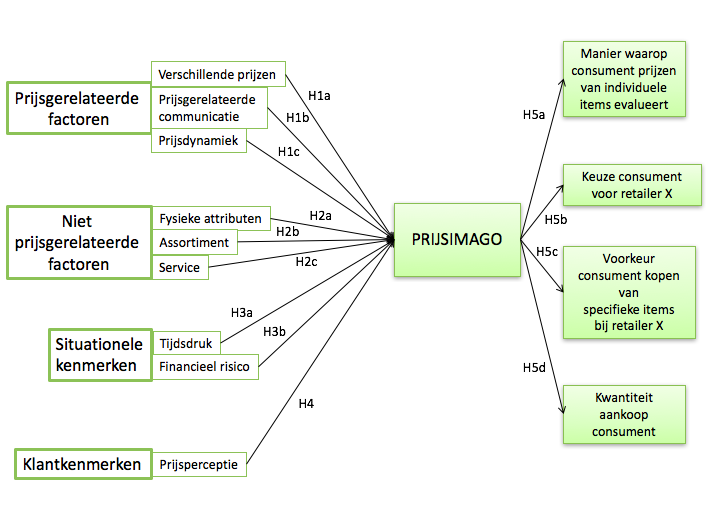 Prijsgerelateerde
factoren
Verschillende prijzen
Prijsgerelateerde
communicatie
Prijsdynamiek
H1a
H1b
H1c
Niet
prijsgerelateerde
factoren
Fysieke attributen
Assortiment
Service
H2a
H2b
H2c
Situationele
kenmerken
Tijdsdruk
Financieel risico
H3a
H3b
Klantkenmerken
Prijsperceptie
H4
PRIJSIMAGO
H5a
H5b
H5c
H5d
Manier waarop
consument prijzen
van individuele
items evalueert
Keuze consument
voor retailer X
Voorkeur
consument kopen
van
specifieke items
bij retailer X
Kwantiteit
aankoop
consument